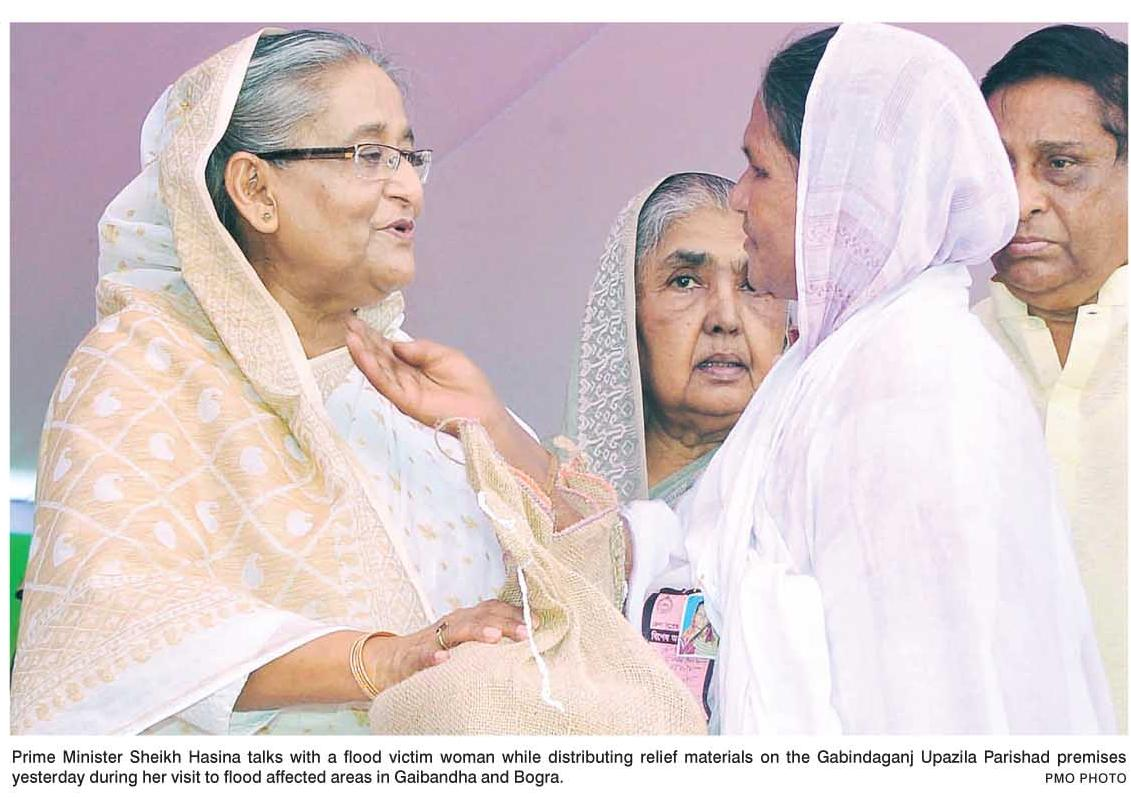 বিশেষ
Prime Minister Sheikh Hasina talks with a flood victim woman while distributing relief materials on the Gabindaganj Upazila Parishad premises
yesterday during her visit to flood affected areas in Gaibandha and Bogra.
PMO PHOTO